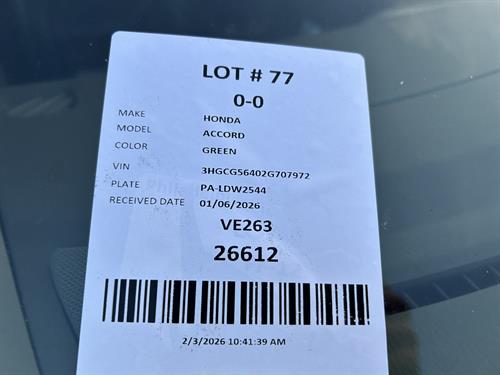 LOT # 77
0-0
MAKE HONDA
MODEL ACCORD
COLOR GREEN
VIN 3HGCG56402G707972
PLATE PA-LDW2544
RECEIVED DATE 01/06/2026
VE263
26612
2/3/2026 10:41:39 AM